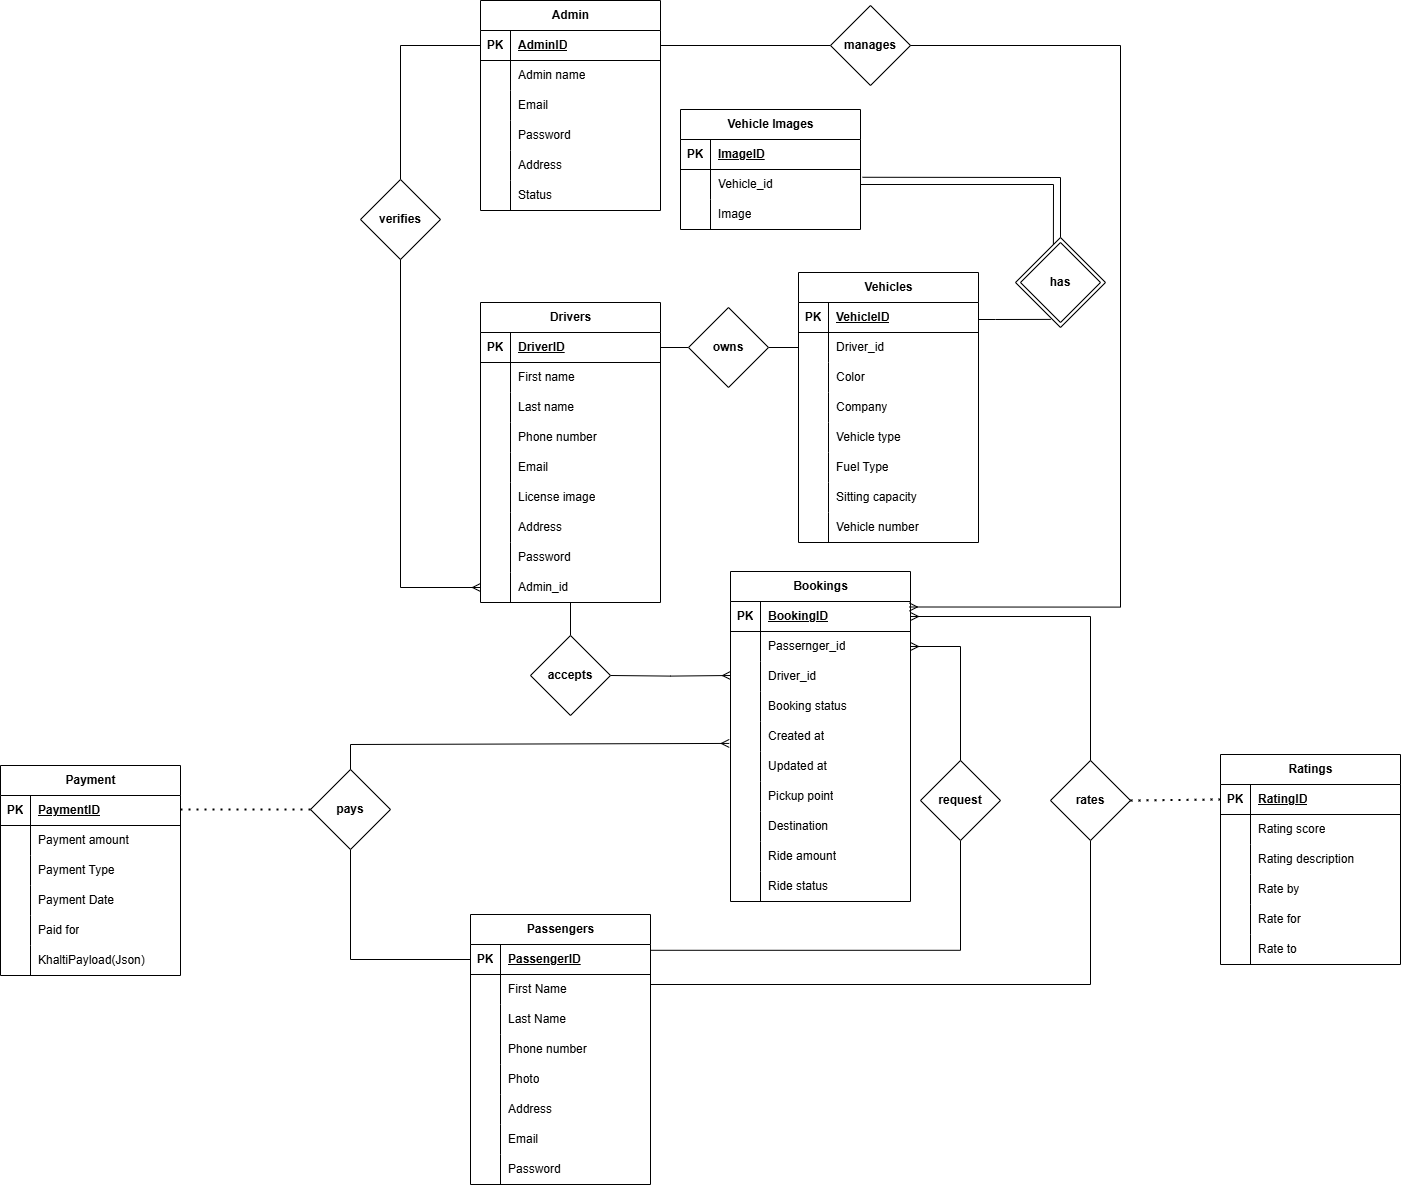 Admin
PK AdminID
Admin name
Email
Password
Address
Status
manages
Vehicle Images
PK ImageID
Vehicle_id
Image
verifies
has
Vehicles
PK VehicleID
Driver_id
Color
Company
Vehicle type
Fuel Type
Sitting capacity
Vehicle number
owns
Drivers
PK DriverID
First name
Last name
Phone number
Email
License image
Address
Password
Admin_id
accepts
Bookings
PK BookingID
Passernger_id
Driver_id
Booking status
Created at
Updated at
Pickup point
Destination
Ride amount
Ride status
Payment
PK PaymentID
Payment amount
Payment Type
Payment Date
Paid for
KhaltiPayload(Json)
pays
request
rates
Ratings
PK RatingID
Rating score
Rating description
Rate by
Rate for
Rate to
Passengers
PK PassengerID
First Name
Last Name
Phone number
Photo
Address
Email
Password